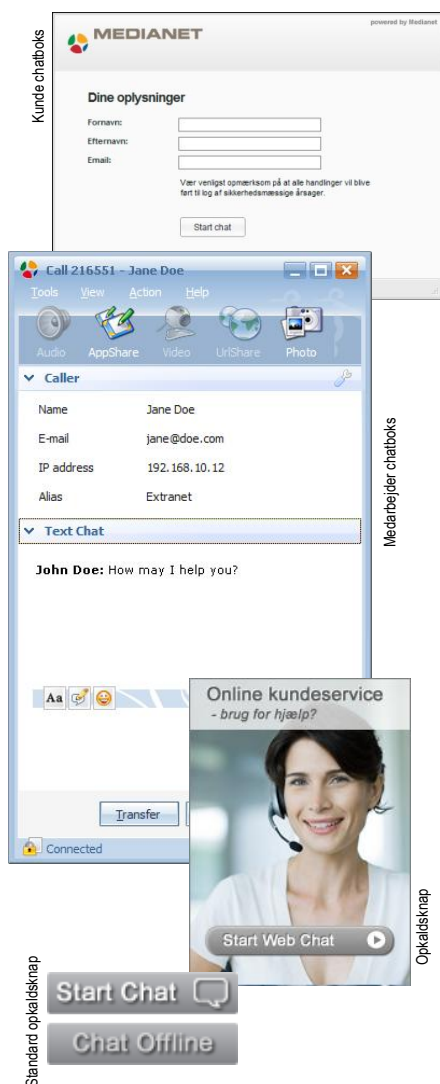 Kunde chatboks
powered by Medianet
MEDIANET
Dine oplysninger
Fornavn:
Efternavn:
Email:
Vær venligst opmærksom på at alle handlinger vil blive
ført til log af sikkerhedsmæssige årsager.
Start chat
Medarbejder chatboks
Call 216551 - Jane Doe
Tools View Action Help
Audio AppShare Video UrlShare Photo
Caller
Name Jane Doe
E-mail jane@doe.com
IP address 192.168.10.12
Alias Extranet
Text Chat
John Doe: How may I help you?
Aa
Transfer
Connected
Opkaldsknap
Online kundeservice
- brug for hjælp?
Start Web Chat
Standard opkaldsknap
Start Chat
Chat Offline